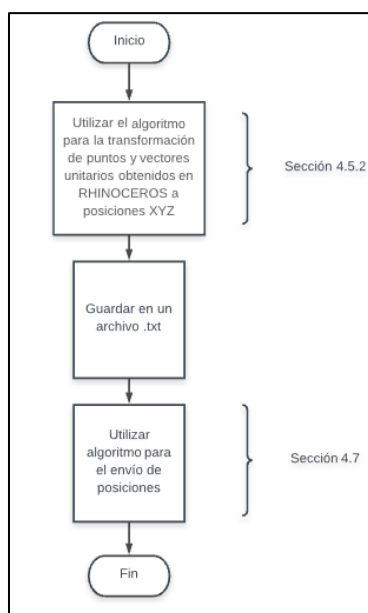 Inicio
Utilizar el algoritmo
para la transformación
de puntos y vectores
unitarios obtenidos en
RHINOCEROS a
posiciones XYZ
Sección 4.5.2
Guardar en un
archivo .txt
Utilizar
algoritmo para
el envío de
posiciones
Sección 4.7
Fin